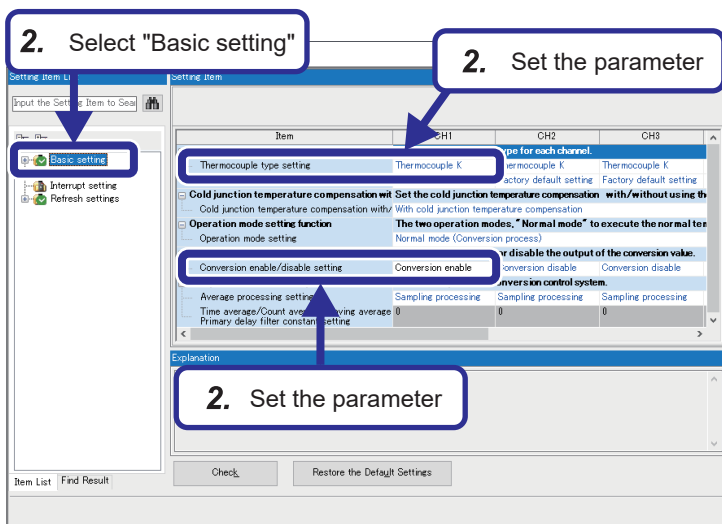 2. Select "Basic setting"
2. Set the parameter
Setting Item
Input the Setting Item to Sear
Item CH1 CH2 CH3
Basic setting
Interrupt setting
Refresh settings
ype for each channel.
Thermocouple type setting Thermocouple K Thermocouple K Thermocouple K
Factory default setting Factory default setting
Cold junction temperature compensation wit Set the cold junction temperature compensation with/without using th
Cold junction temperature compensation with/ With cold junction temperature compensation
Operation mode setting function The two operation modes, "Normal mode" to execute the normal ter
Operation mode setting Normal mode (Conversion process)
or disable the output of the conversion value.
Conversion enable/disable setting Conversion enable Conversion disable Conversion disable
onversion control system.
Average processing setting Sampling processing Sampling processing Sampling processing
Time average/Count aver ving average 0 0 0
Primary delay filter constant setting
Explanation
2. Set the parameter
Check Restore the Default Settings
Item List Find Result